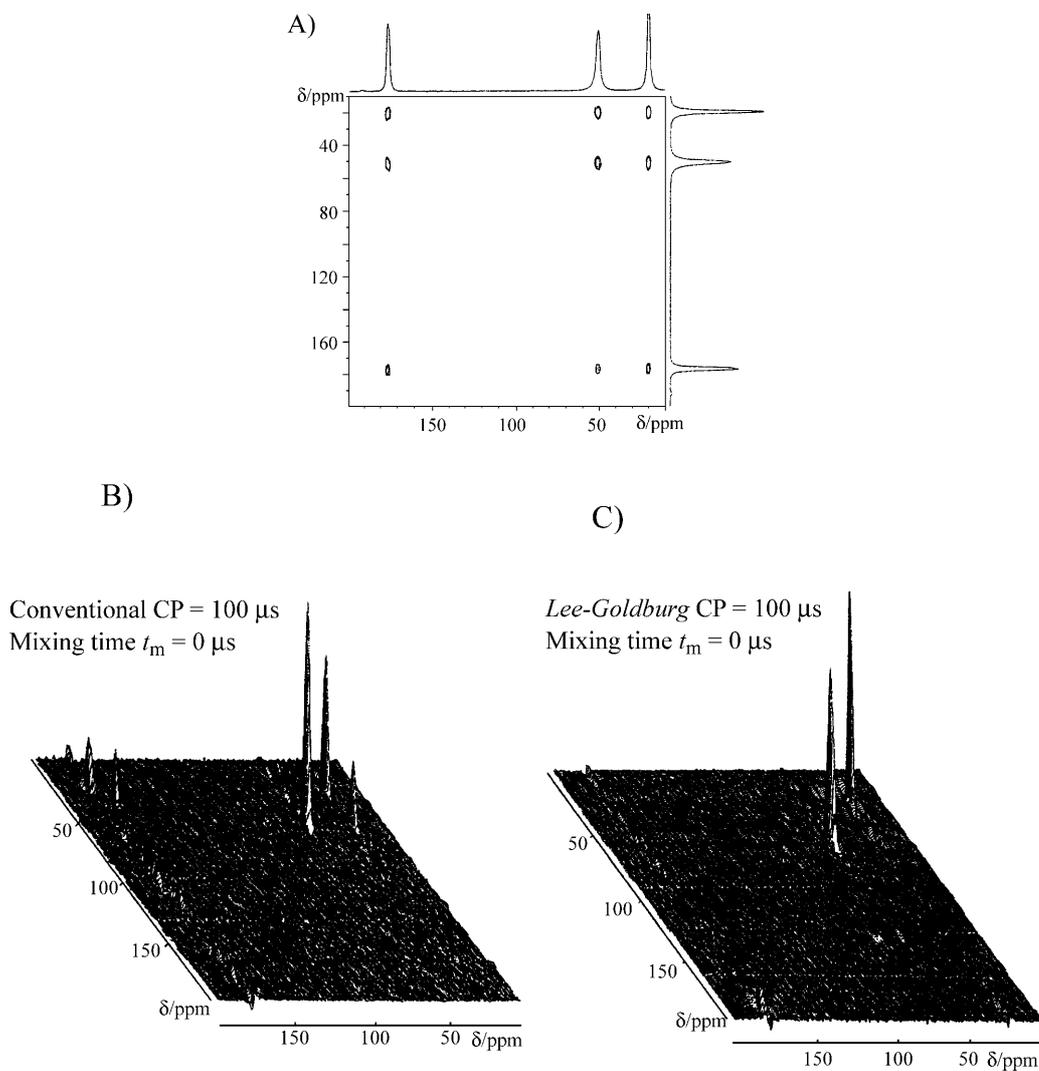 A)
δ/ppm
40
80
120
160
150
100
50
δ/ppm
B)
C)
Conventional CP = 100 μs
Mixing time tm = 0 μs
Lee-Goldburg CP = 100 μs
Mixing time tm = 0 μs
50
100
150
δ/ppm
150
100
50
δ/ppm
50
100
150
δ/ppm
150
100
50
δ/ppm